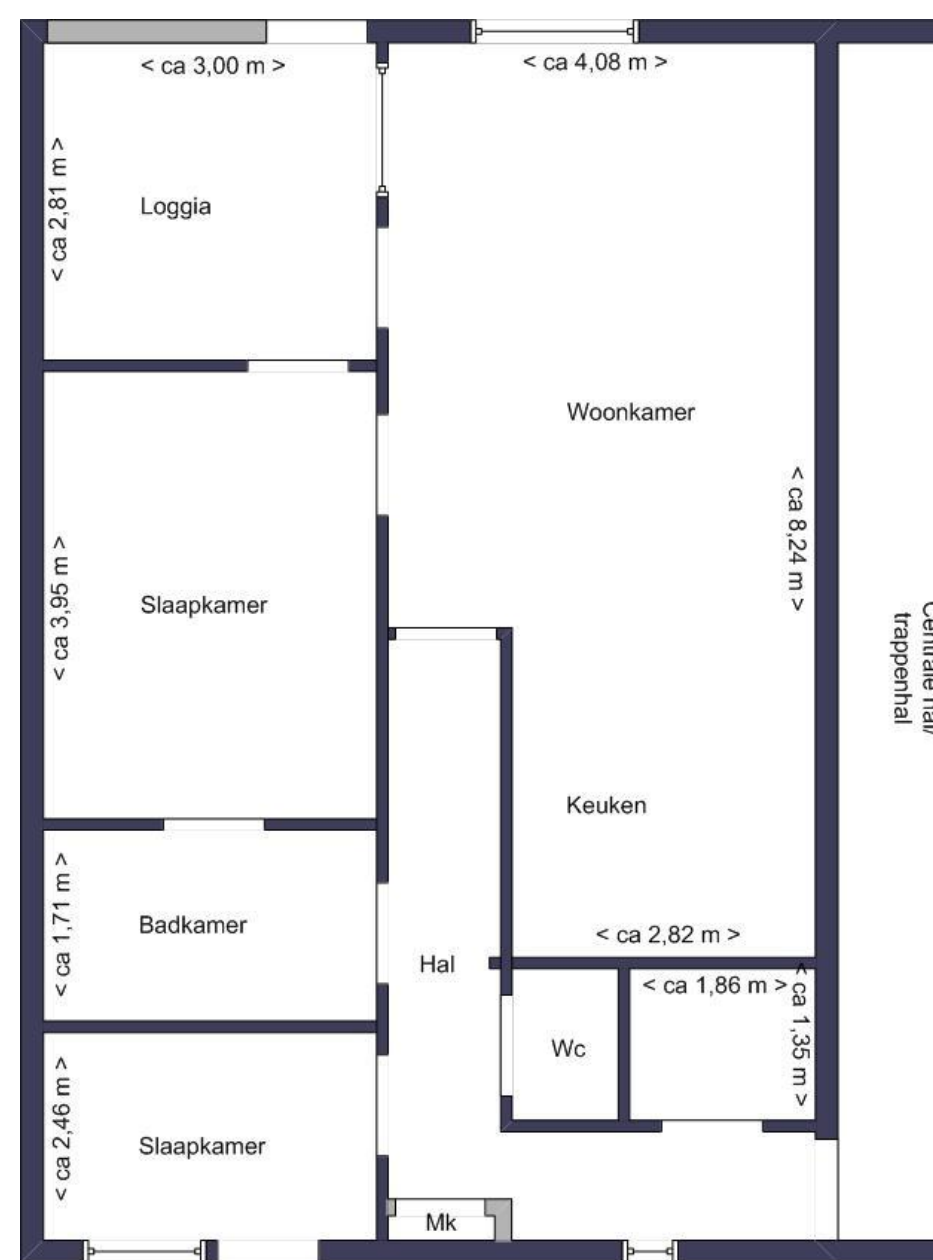 < ca 3,00 m >
< ca 4,08 m >
< ca 2,81 m >
Loggia
Woonkamer
< ca 8,24 m >
< ca 3,95 m >
Slaapkamer
Centrale hal/
trappenhal
Keuken
< ca 1,71 m >
Badkamer
< ca 2,82 m >
Hal
< ca 1,86 m >
< ca 1,35 m >
Wc
< ca 2,46 m >
Slaapkamer
Mk